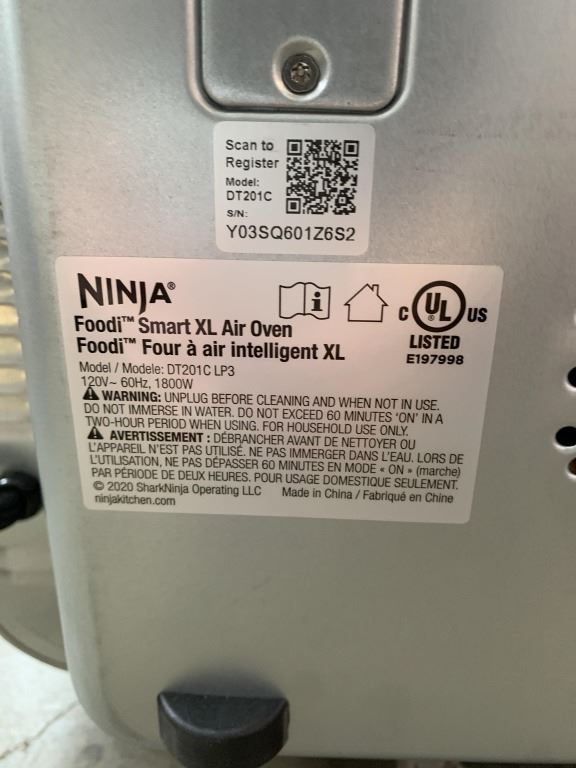 Scan to
Register
Model:
DT201C
S/N:
Y03SQ601Z6S2
NINJA®
Foodi™ Smart XL Air Oven
Foodi™ Four à air intelligent XL
Model / Modele: DT201C LP3
120V~ 60Hz, 1800W
i
C UL ® US
LISTED
E197998
WARNING: UNPLUG BEFORE CLEANING AND WHEN NOT IN USE.
DO NOT IMMERSE IN WATER. DO NOT EXCEED 60 MINUTES 'ON' IN A
TWO-HOUR PERIOD WHEN USING. FOR HOUSEHOLD USE ONLY.
AVERTISSEMENT : DÉBRANCHER AVANT DE NETTOYER OU
L'APPAREIL N'EST PAS UTILISÉ. NE PAS IMMERGER DANS L'EAU. LORS DE
L'UTILISATION, NE PAS DÉPASSER 60 MINUTES EN MODE « ON » (marche)
PAR PÉRIODE DE DEUX HEURES. POUR USAGE DOMESTIQUE SEULEMENT.
© 2020 SharkNinja Operating LLC Made in China / Fabriqué en Chine
ninjakitchen.com